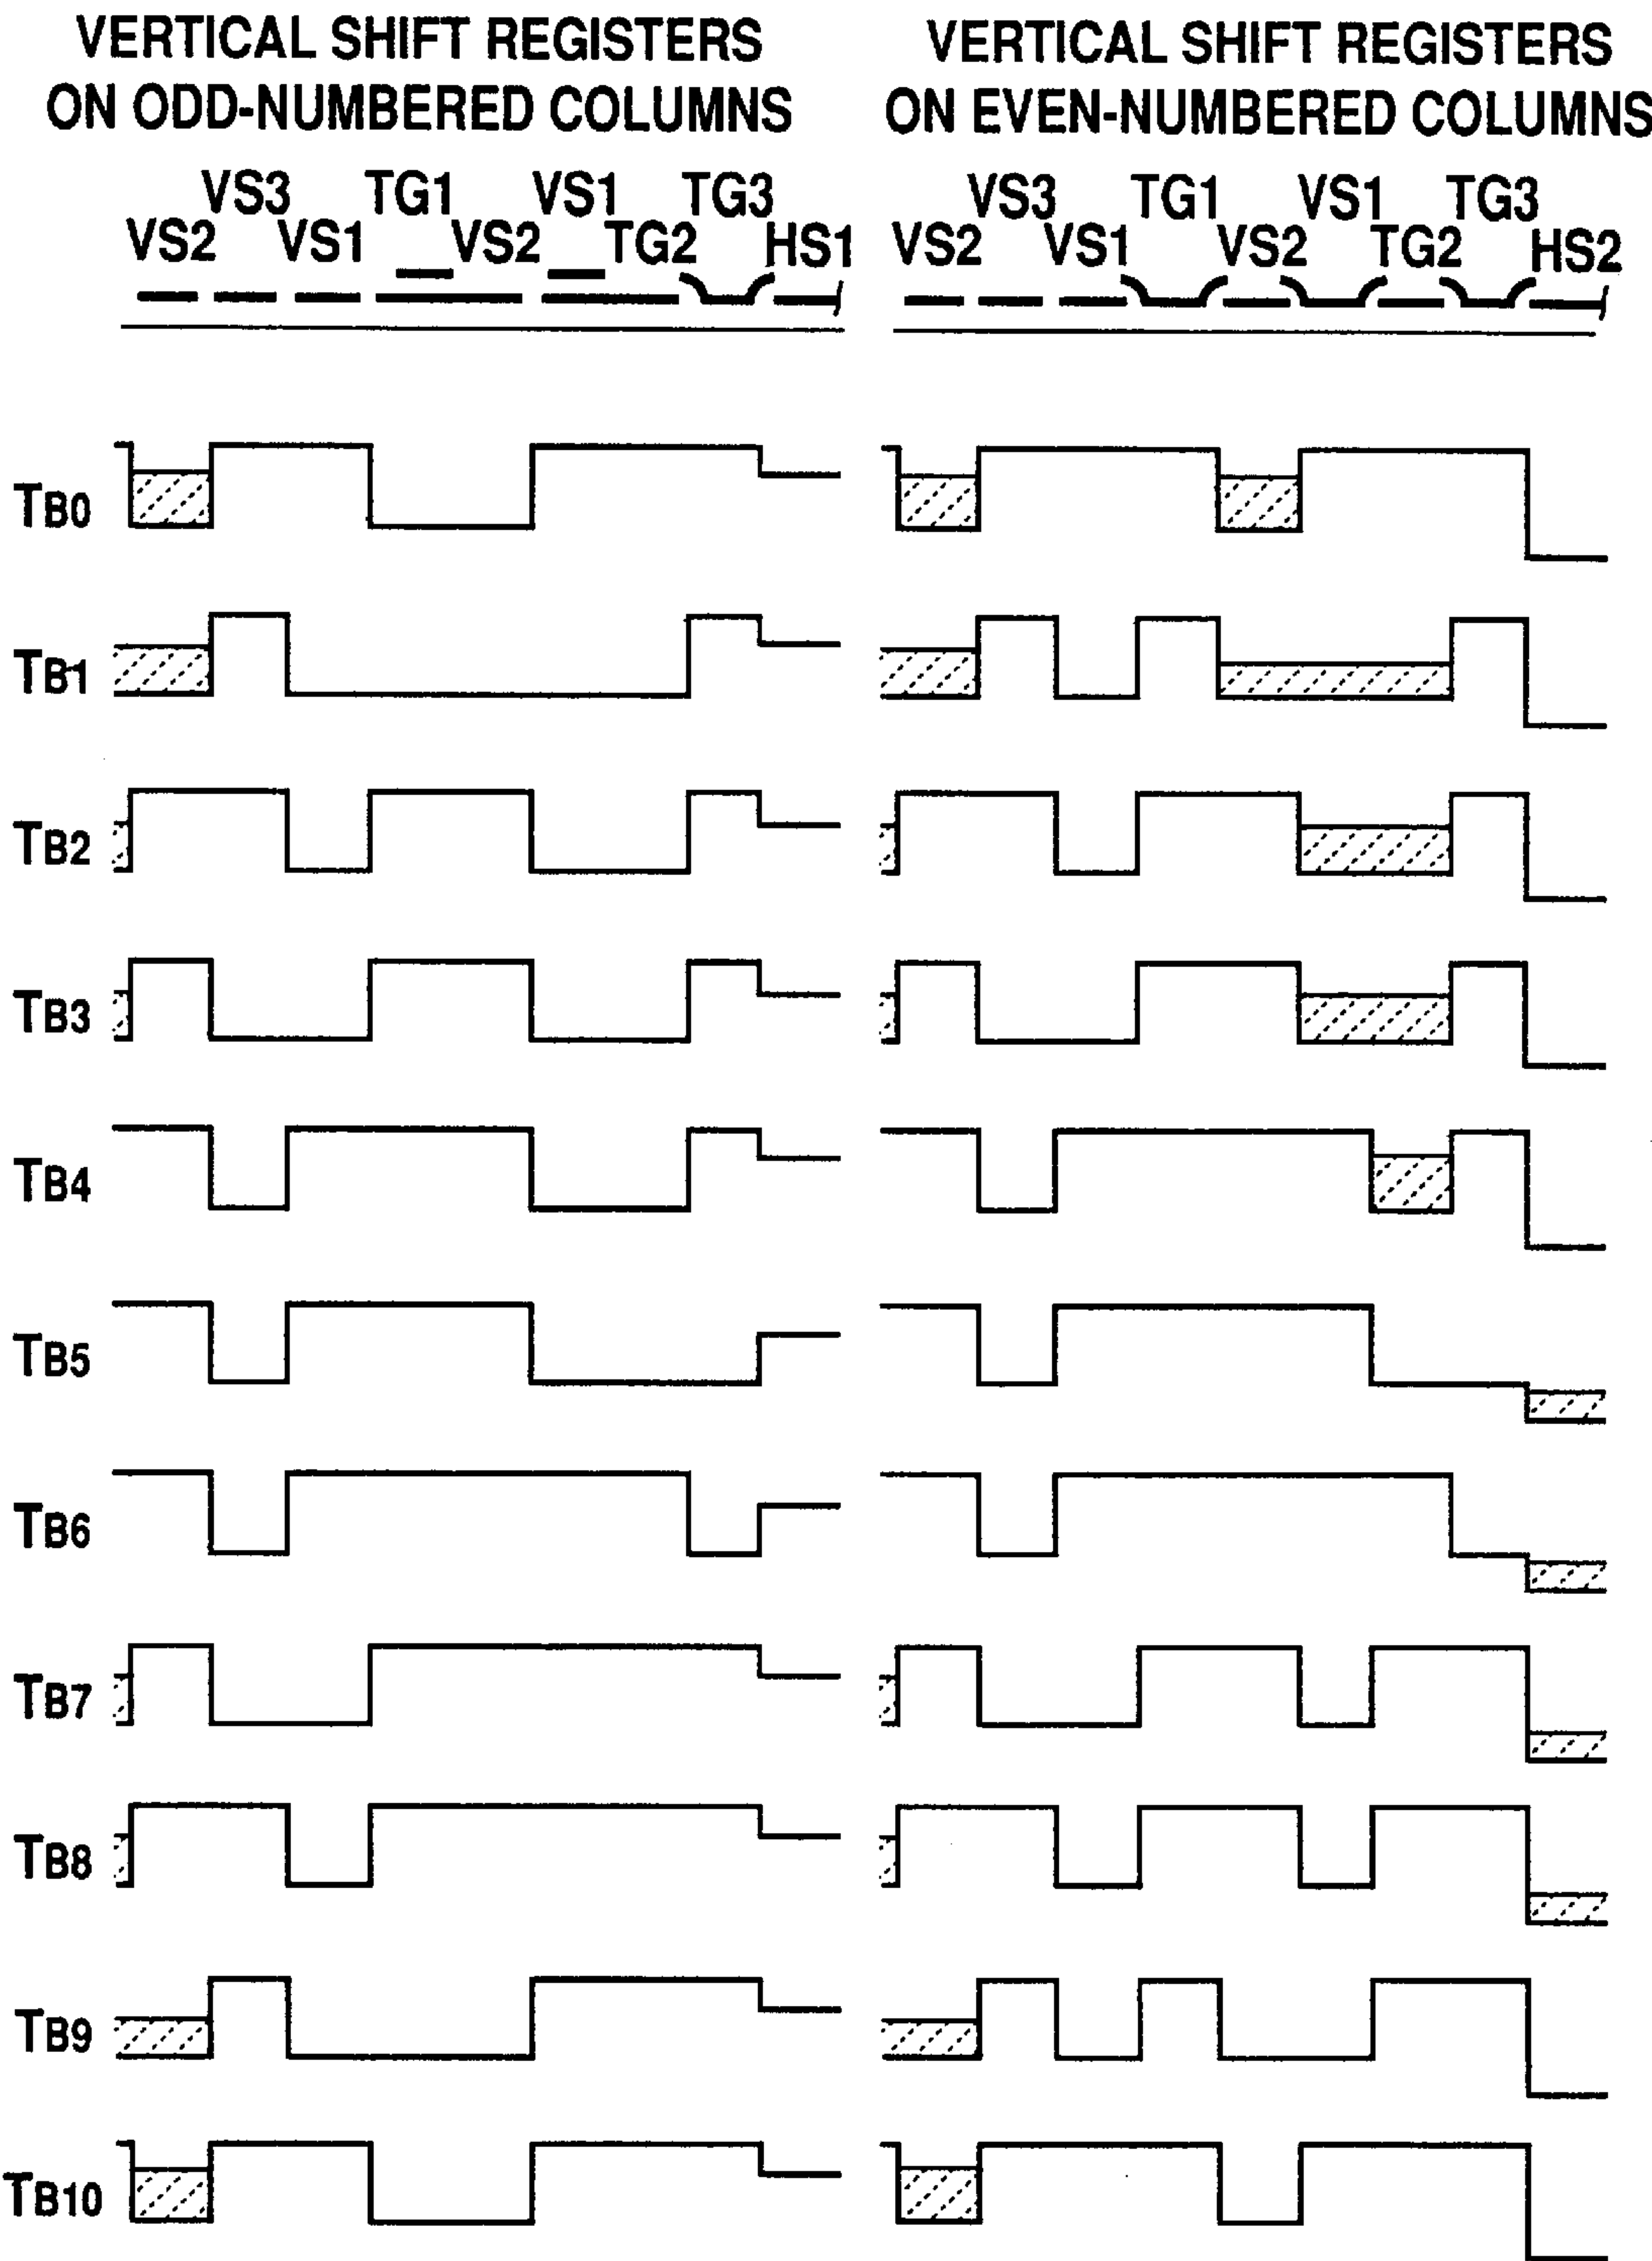 VERTICAL SHIFT REGISTERS
ON ODD-NUMBERED COLUMNS
VS3 TG1 VS1 TG3
VS2 VS1 VS2 TG2 HS1
VERTICAL SHIFT REGISTERS
ON EVEN-NUMBERED COLUMNS
VS3 TG1 VS1 TG3
VS2 VS1 VS2 TG2 HS2
TB0
TB1
TB2
TB3
TB4
TB5
TB6
TB7
TB8
TB9
TB10